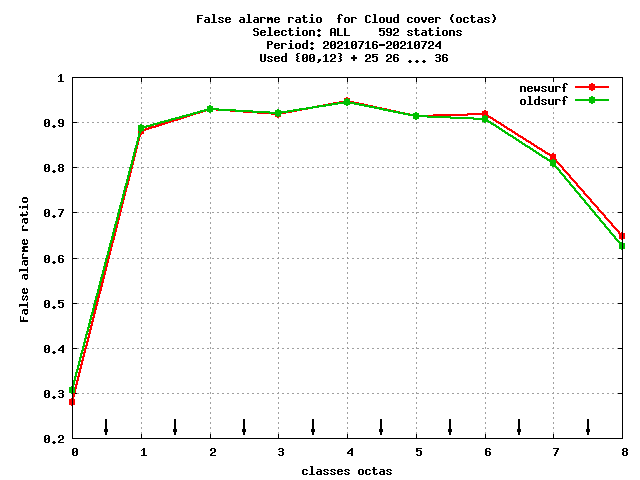 False alarme ratio  for Cloud cover (octas)
Selection: ALL    592 stations
Period: 20210716-20210724
Used {00,12} + 25 26 ... 36
newsurf
oldsurf
1
0.9
0.8
0.7
0.6
0.5
0.4
0.3
0.2
False alarme ratio
0 1 2 3 4 5 6 7 8
classes octas